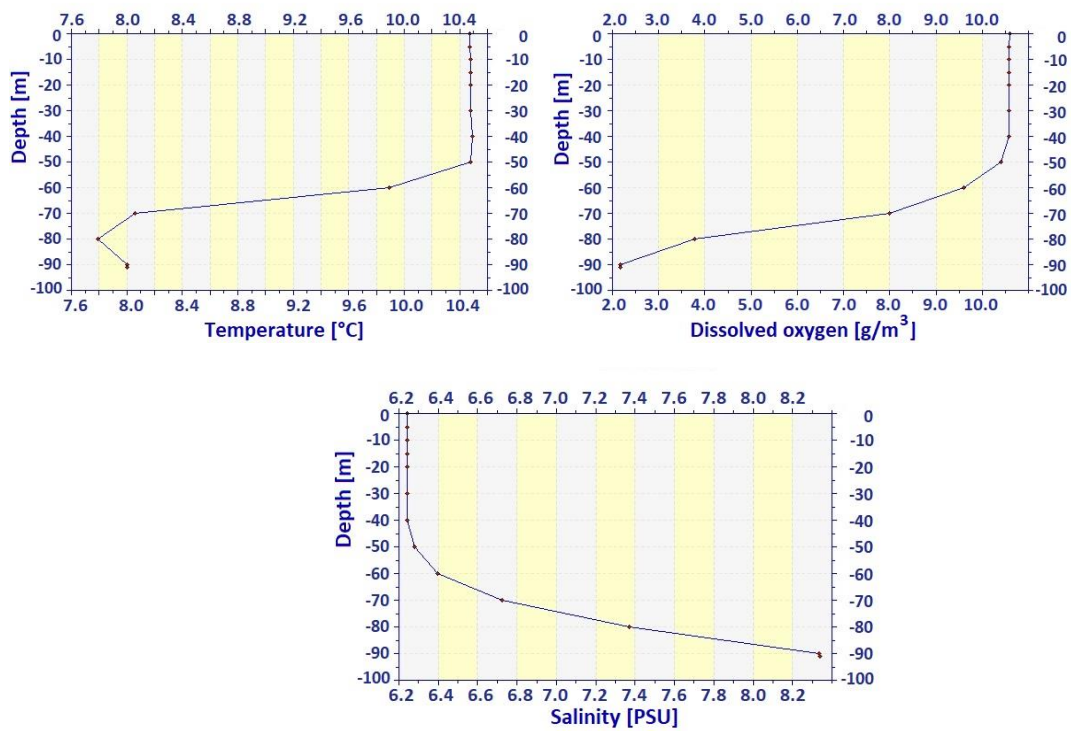 7.6 8.0 8.4 8.8 9.2 9.6 10.0 10.4
0 0
-10 -10
-20 -20
-30 -30
-40 -40
-50 -50
-60 -60
-70 -70
-80 -80
-90 -90
-100 -100
Depth [m]
7.6 8.0 8.4 8.8 9.2 9.6 10.0 10.4
Temperature [°C]
2.0 3.0 4.0 5.0 6.0 7.0 8.0 9.0 10.0
0 0
-10 -10
-20 -20
-30 -30
-40 -40
-50 -50
-60 -60
-70 -70
-80 -80
-90 -90
-100 -100
Depth [m]
2.0 3.0 4.0 5.0 6.0 7.0 8.0 9.0 10.0
Dissolved oxygen [g/m³]
6.2 6.4 6.6 6.8 7.0 7.2 7.4 7.6 7.8 8.0 8.2
0 0
-10 -10
-20 -20
-30 -30
-40 -40
-50 -50
-60 -60
-70 -70
-80 -80
-90 -90
-100 -100
Depth [m]
6.2 6.4 6.6 6.8 7.0 7.2 7.4 7.6 7.8 8.0 8.2
Salinity [PSU]